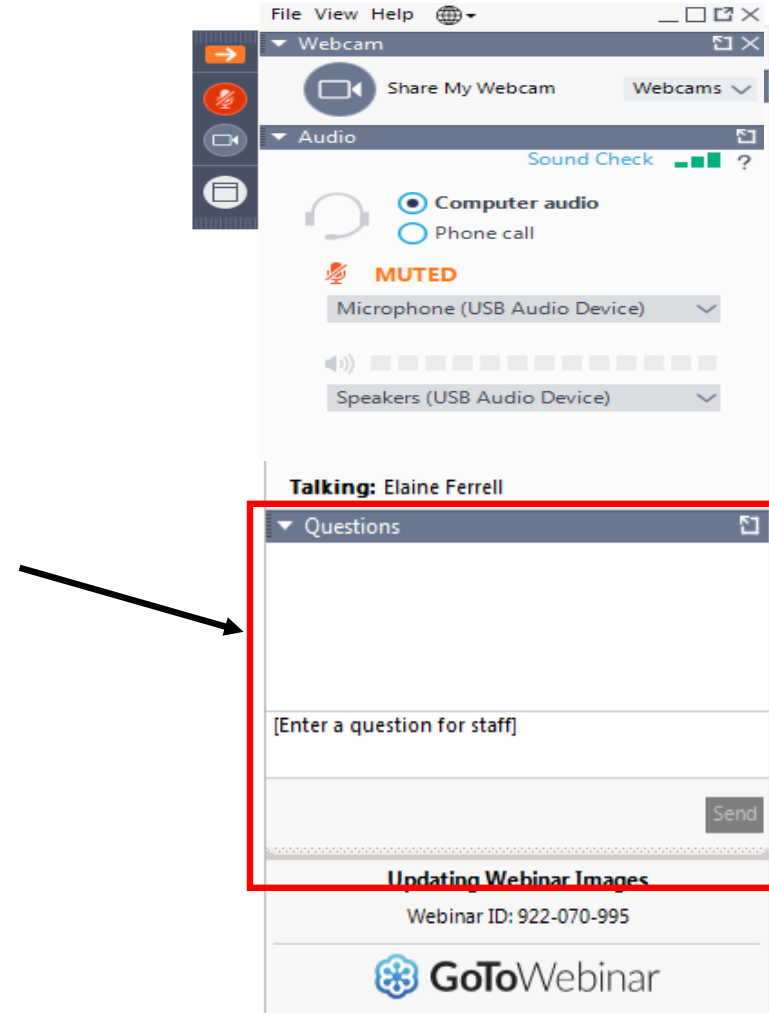 File View Help
Webcam
Share My Webcam Webcams
Audio
Sound Check ?
Computer audio
Phone call
MUTED
Microphone (USB Audio Device)
Speakers (USB Audio Device)
Talking: Elaine Ferrell
Questions
[Enter a question for staff]
Send
Updating Webinar Images
Webinar ID: 922-070-995
GoToWebinar